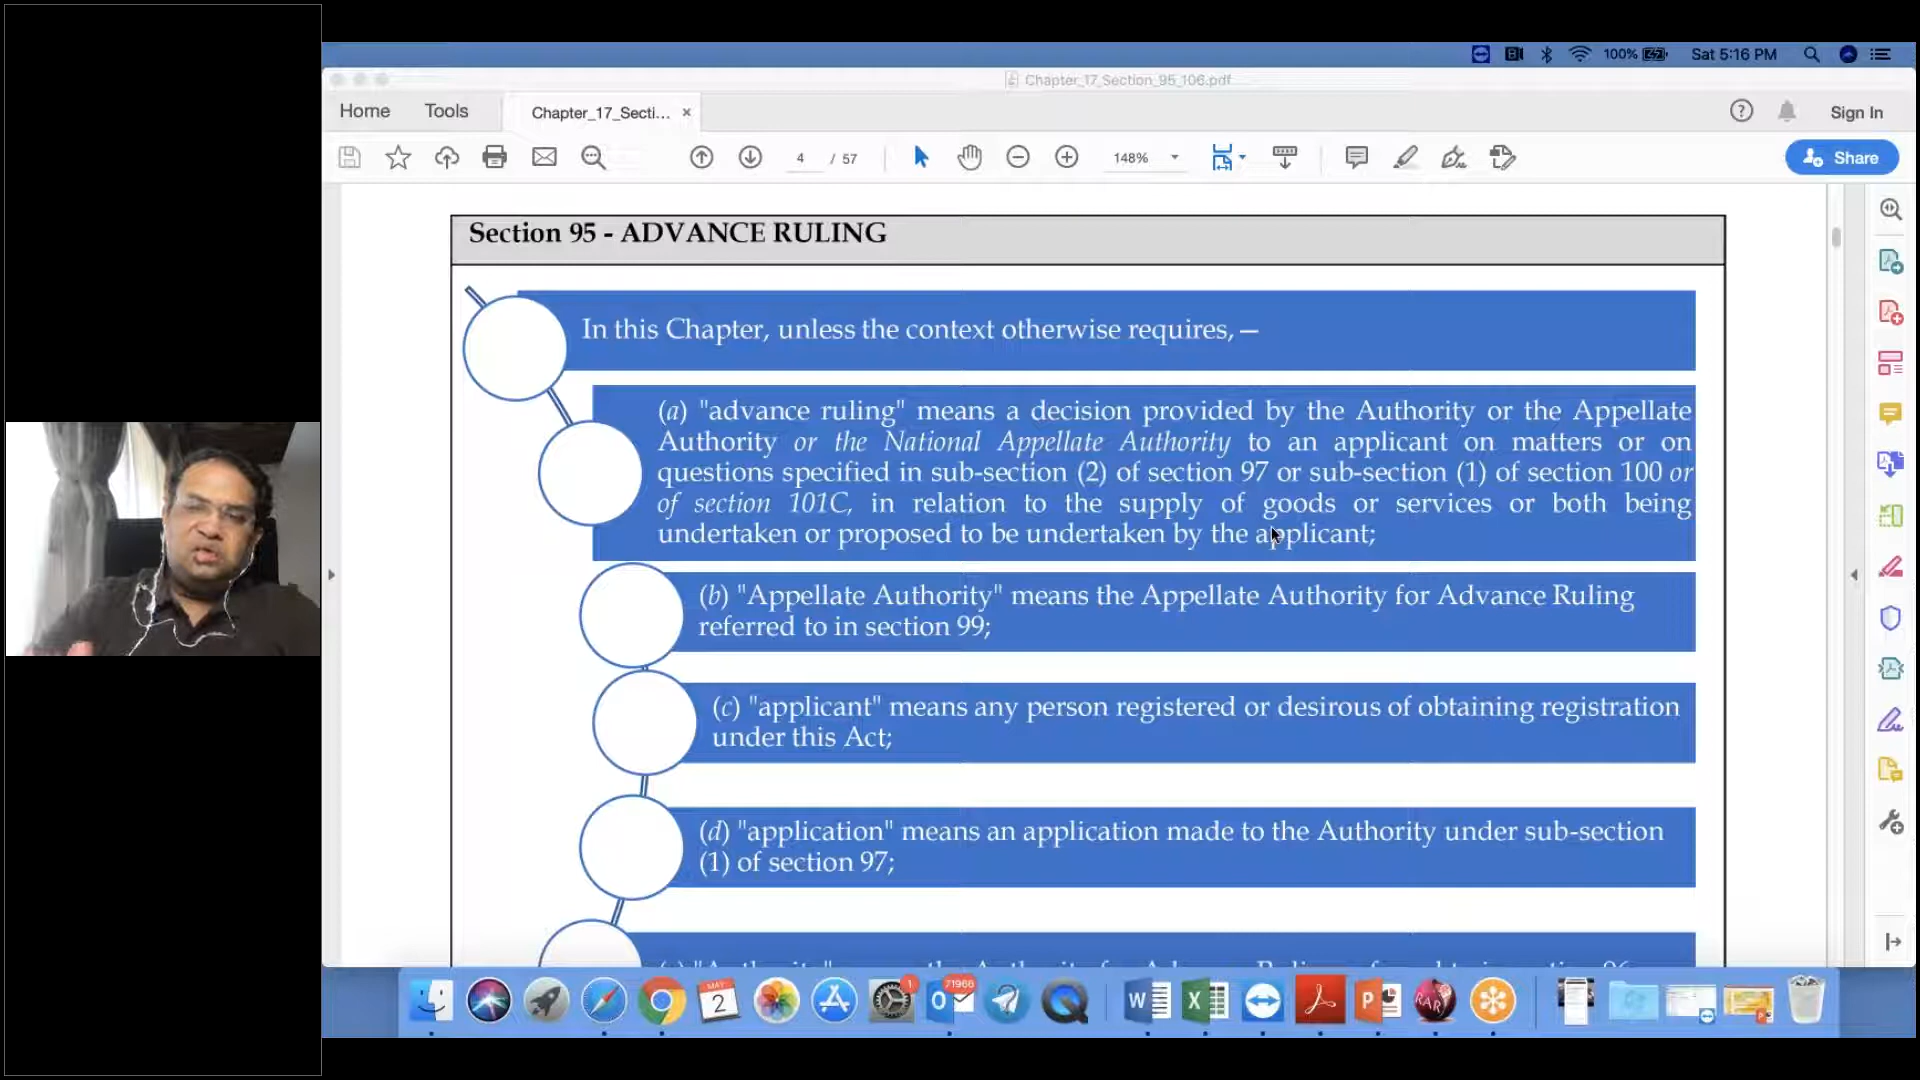 100%
Sat 5:16 PM
Chapter_17_Section_95_106.pdf
Home
Tools
Chapter_17_Secti... ×
Sign In
4
/ 57
148%
Share
Section 95 - ADVANCE RULING
In this Chapter, unless the context otherwise requires,—
(a) "advance ruling" means a decision provided by the Authority or the Appellate
Authority or the National Appellate Authority to an applicant on matters or on
questions specified in sub-section (2) of section 97 or sub-section (1) of section 100 or
of section 101C, in relation to the supply of goods or services or both being
undertaken or proposed to be undertaken by the applicant;
(b) "Appellate Authority" means the Appellate Authority for Advance Ruling
referred to in section 99;
(c) "applicant" means any person registered or desirous of obtaining registration
under this Act;
(d) "application" means an application made to the Authority under sub-section
(1) of section 97;
MAY
2
1
71966
RAR